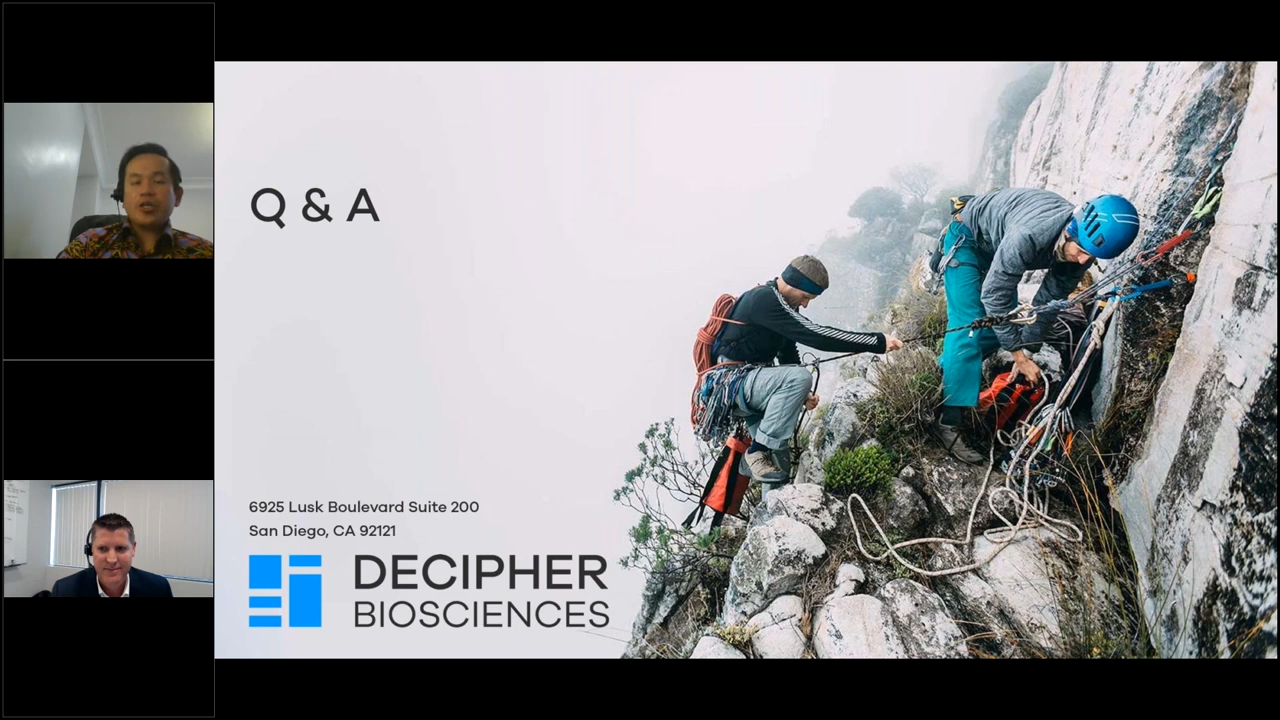 Q & A
6925 Lusk Boulevard Suite 200
San Diego, CA 92121
DECIPHER
BIOSCIENCES